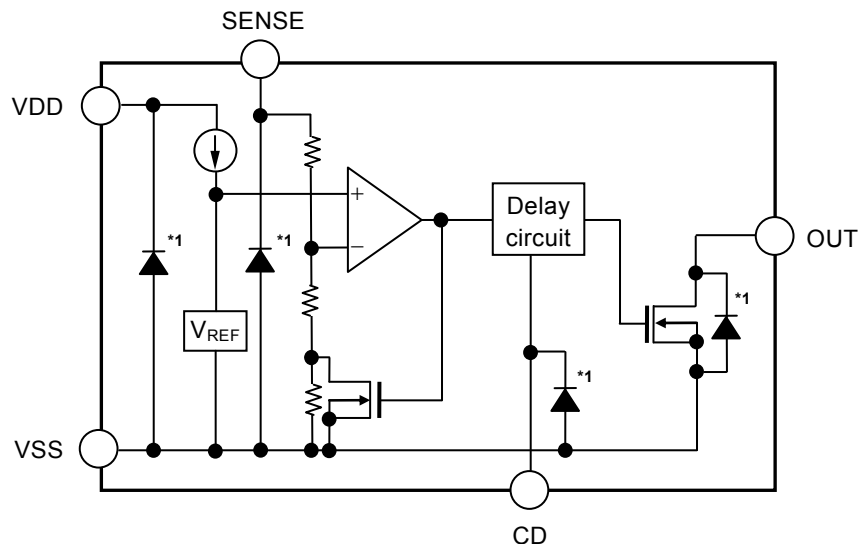 SENSE
VDD
*1
*1
+
−
Delay
circuit
OUT
*1
VREF
*1
VSS
CD